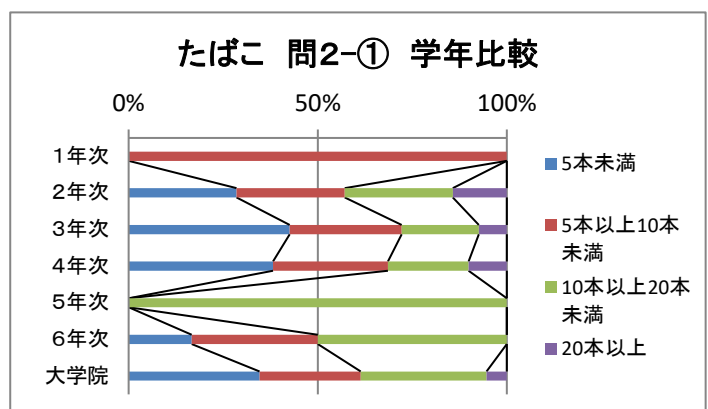 たばこ 問2-① 学年比較
0% 50% 100%
1年次
2年次
3年次
4年次
5年次
6年次
大学院
5本未満
5本以上10本
未満
10本以上20本
未満
20本以上